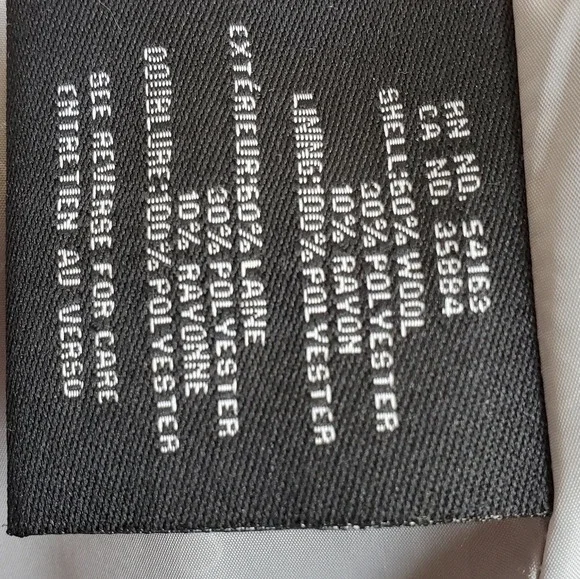 RN NO. 54163
CA NO. 35884
SHELL:60% WOOL
30% POLYESTER
10% RAYON
LINING:100% POLYESTER
EXTÉRIEUR:60% LAINE
30% POLYESTER
10% RAYONNE
DOUBLURE:100% POLYESTER
SEE REVERSE FOR CARE
ENTRETIEN AU VERSO